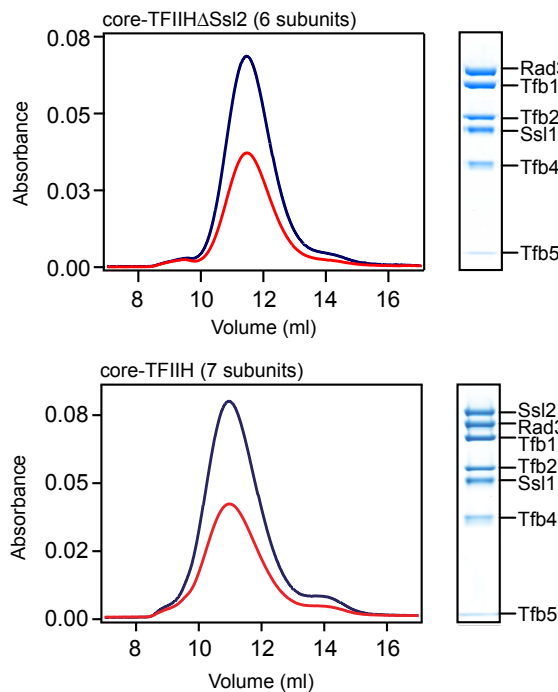 core-TFIIHΔSsl2 (6 subunits)
0.08
0.05
0.03
0.00
Absorbance
8
10
12
14
16
Volume (ml)
Rad3
Tfb1
Tfb2
Ssl1
Tfb4
Tfb5
core-TFIIH (7 subunits)
0.08
0.05
0.02
0.00
Absorbance
8
10
12
14
16
Volume (ml)
Ssl2
Rad3
Tfb1
Tfb2
Ssl1
Tfb4
Tfb5